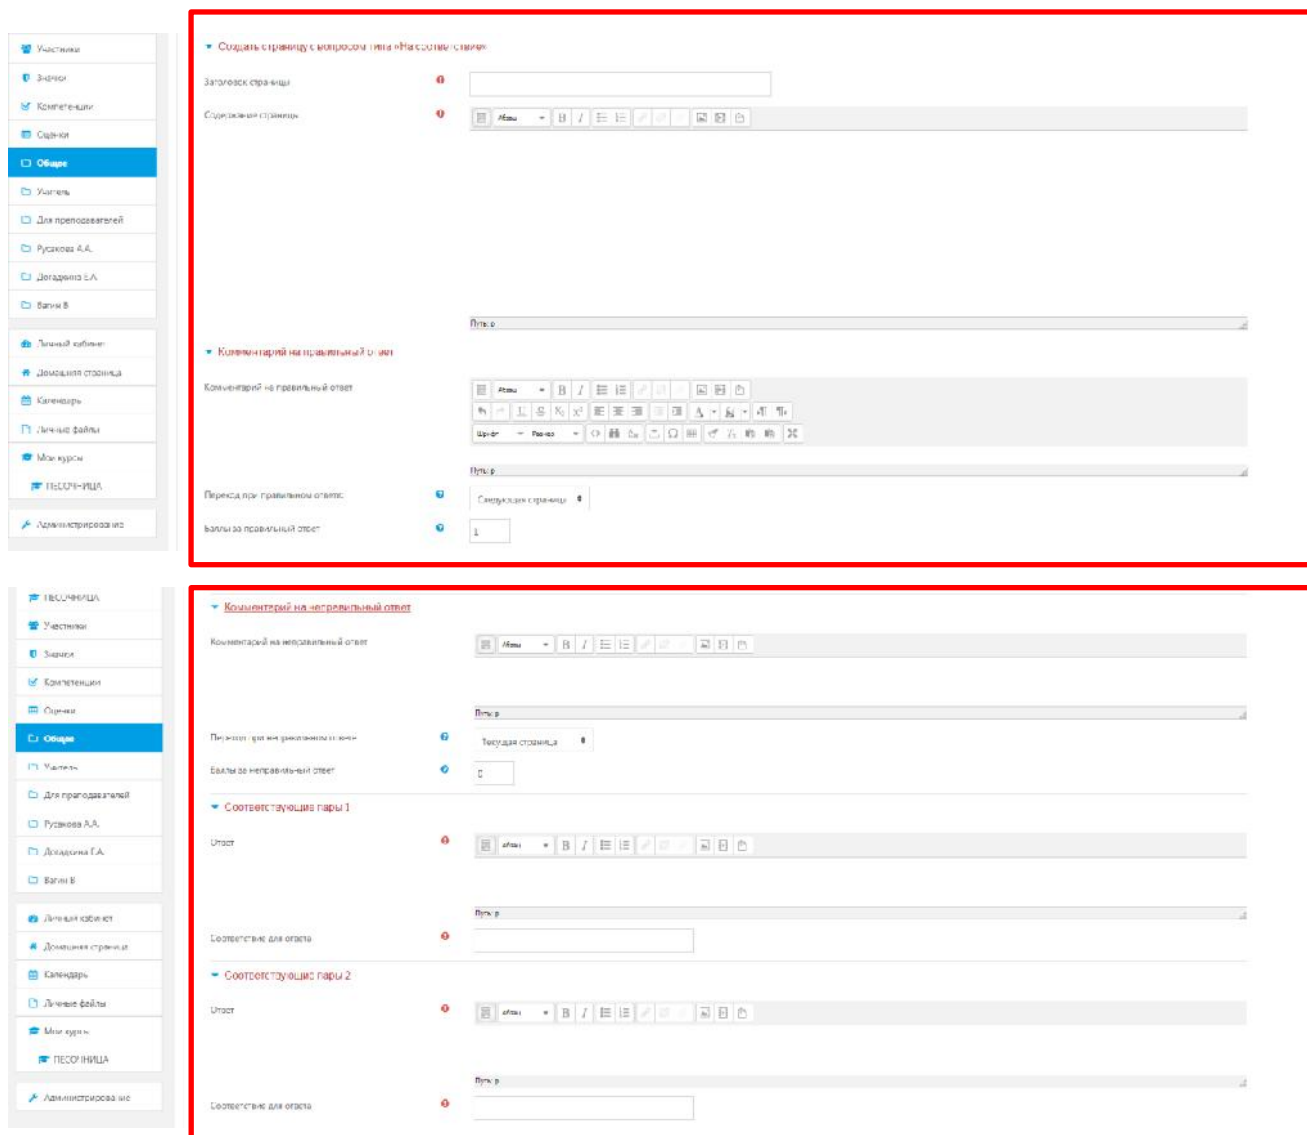 Участники
Значки
Компетенции
Оценки
Общее
Учитель
Для преподавателей
Русакова А.А.
Догадкина Е.А.
Вагин В
Личный кабинет
Домашняя страница
Календарь
Личные файлы
Мои курсы
ПЕСОЧНИЦА
Администрирование
Создать страницу с вопросом типа «На соответствие»
Заголовок страницы
Содержание страницы
Абзац
Путь: p
Комментарий на правильный ответ
Комментарий на правильный ответ
Абзац
Шрифт Размер
Путь: p
Переход при правильном ответе
Следующая страница
Баллы за правильный ответ
1
ПЕСОЧНИЦА
Участники
Значки
Компетенции
Оценки
Общее
Учитель
Для преподавателей
Русакова А.А.
Догадкина Е.А.
Вагин В
Личный кабинет
Домашняя страница
Календарь
Личные файлы
Мои курсы
ПЕСОЧНИЦА
Администрирование
Комментарий на неправильный ответ
Комментарий на неправильный ответ
Абзац
Путь: p
Переход при неправильном ответе
Текущая страница
Баллы за неправильный ответ
0
Соответствующие пары 1
Ответ
Абзац
Путь: p
Соответствие для ответа
Соответствующие пары 2
Ответ
Абзац
Путь: p
Соответствие для ответа